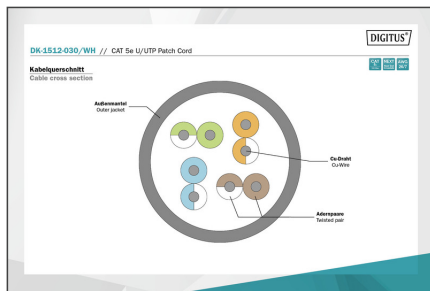 DIGITUS®
DK-1512-030/WH // CAT 5e U/UTP Patch Cord
Kabelquerschnitt
Cable cross section
Außenmantel
Outer jacket
Cu-Draht
Cu-Wire
Adernpaare
Twisted pair